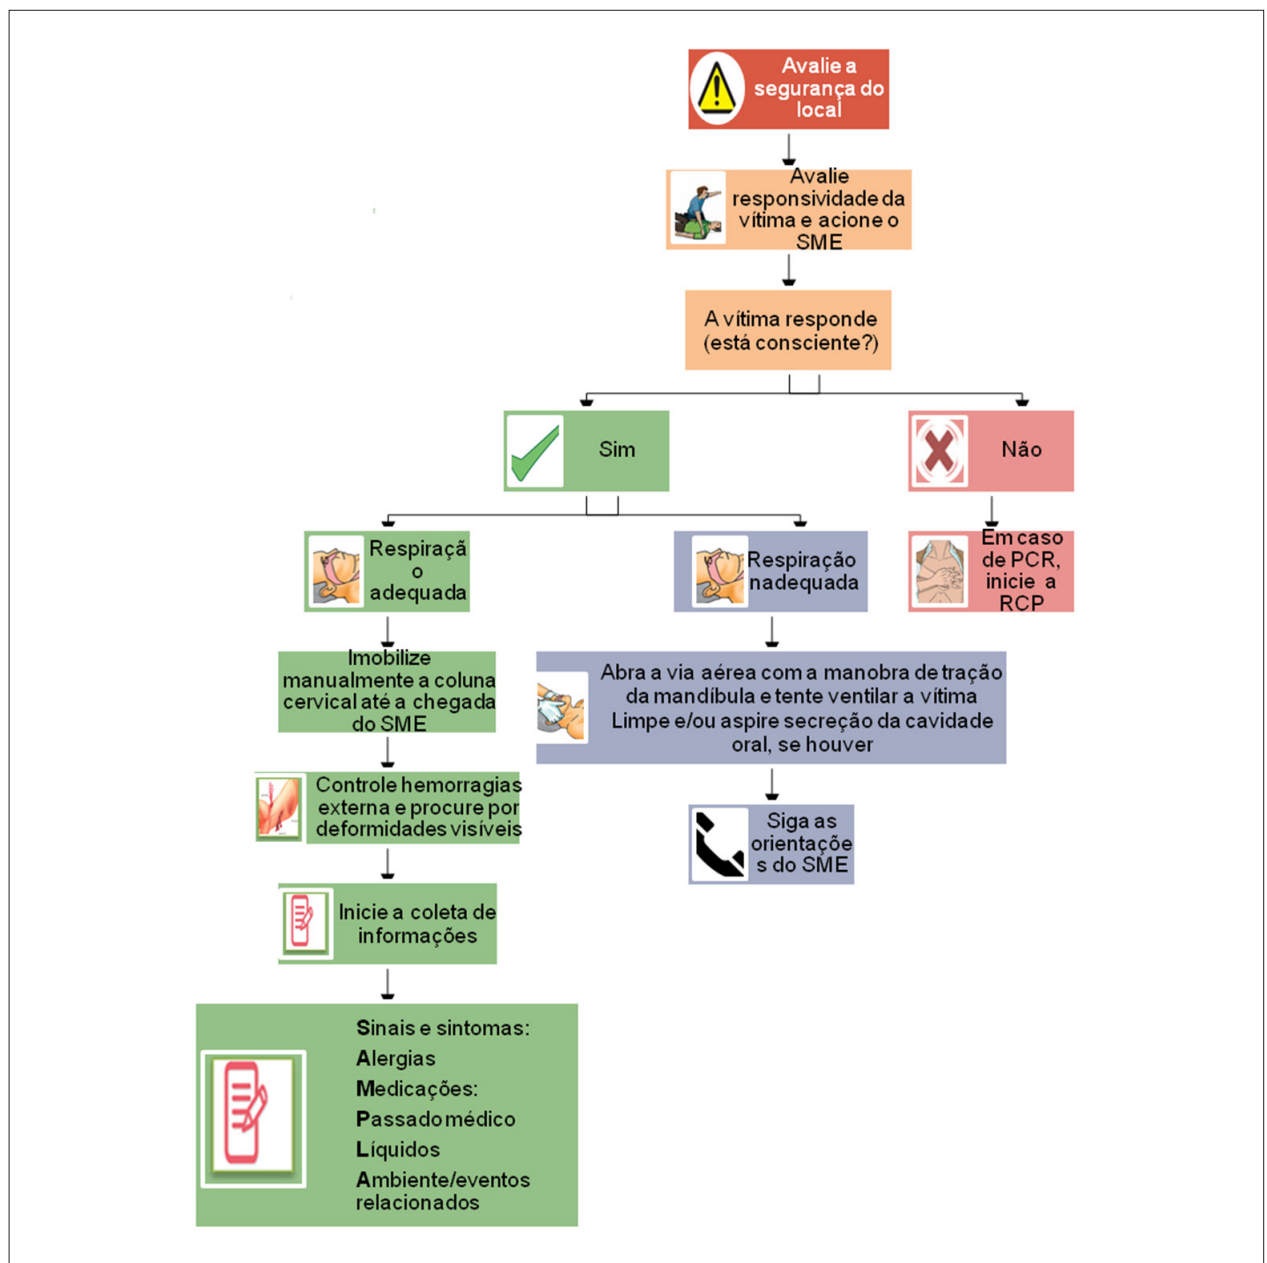 Avalie a
segurança do
local
Avalie
responsividade da
vítima e acione o
SME
A vítima responde
(está consciente?)
Sim
Não
Respiraçã
o
adequada
Respiração
nadequada
Em caso
de PCR,
inicie a
RCP
Imobilize
manualmente a coluna
cervical até a chegada
do SME
Abra a via aérea com a manobra de tração
da mandíbula e tente ventilar a vítima
Limpe e/ou aspire secreção da cavidade
oral, se houver
Controle hemorragias
externa e procure por
deformidades visíveis
Siga as
orientaçõe
s do SME
Inicie a coleta de
informações
Sinais e sintomas:
Alergias
Medicações:
Passado médico
Líquidos
Ambiente/eventos
relacionados